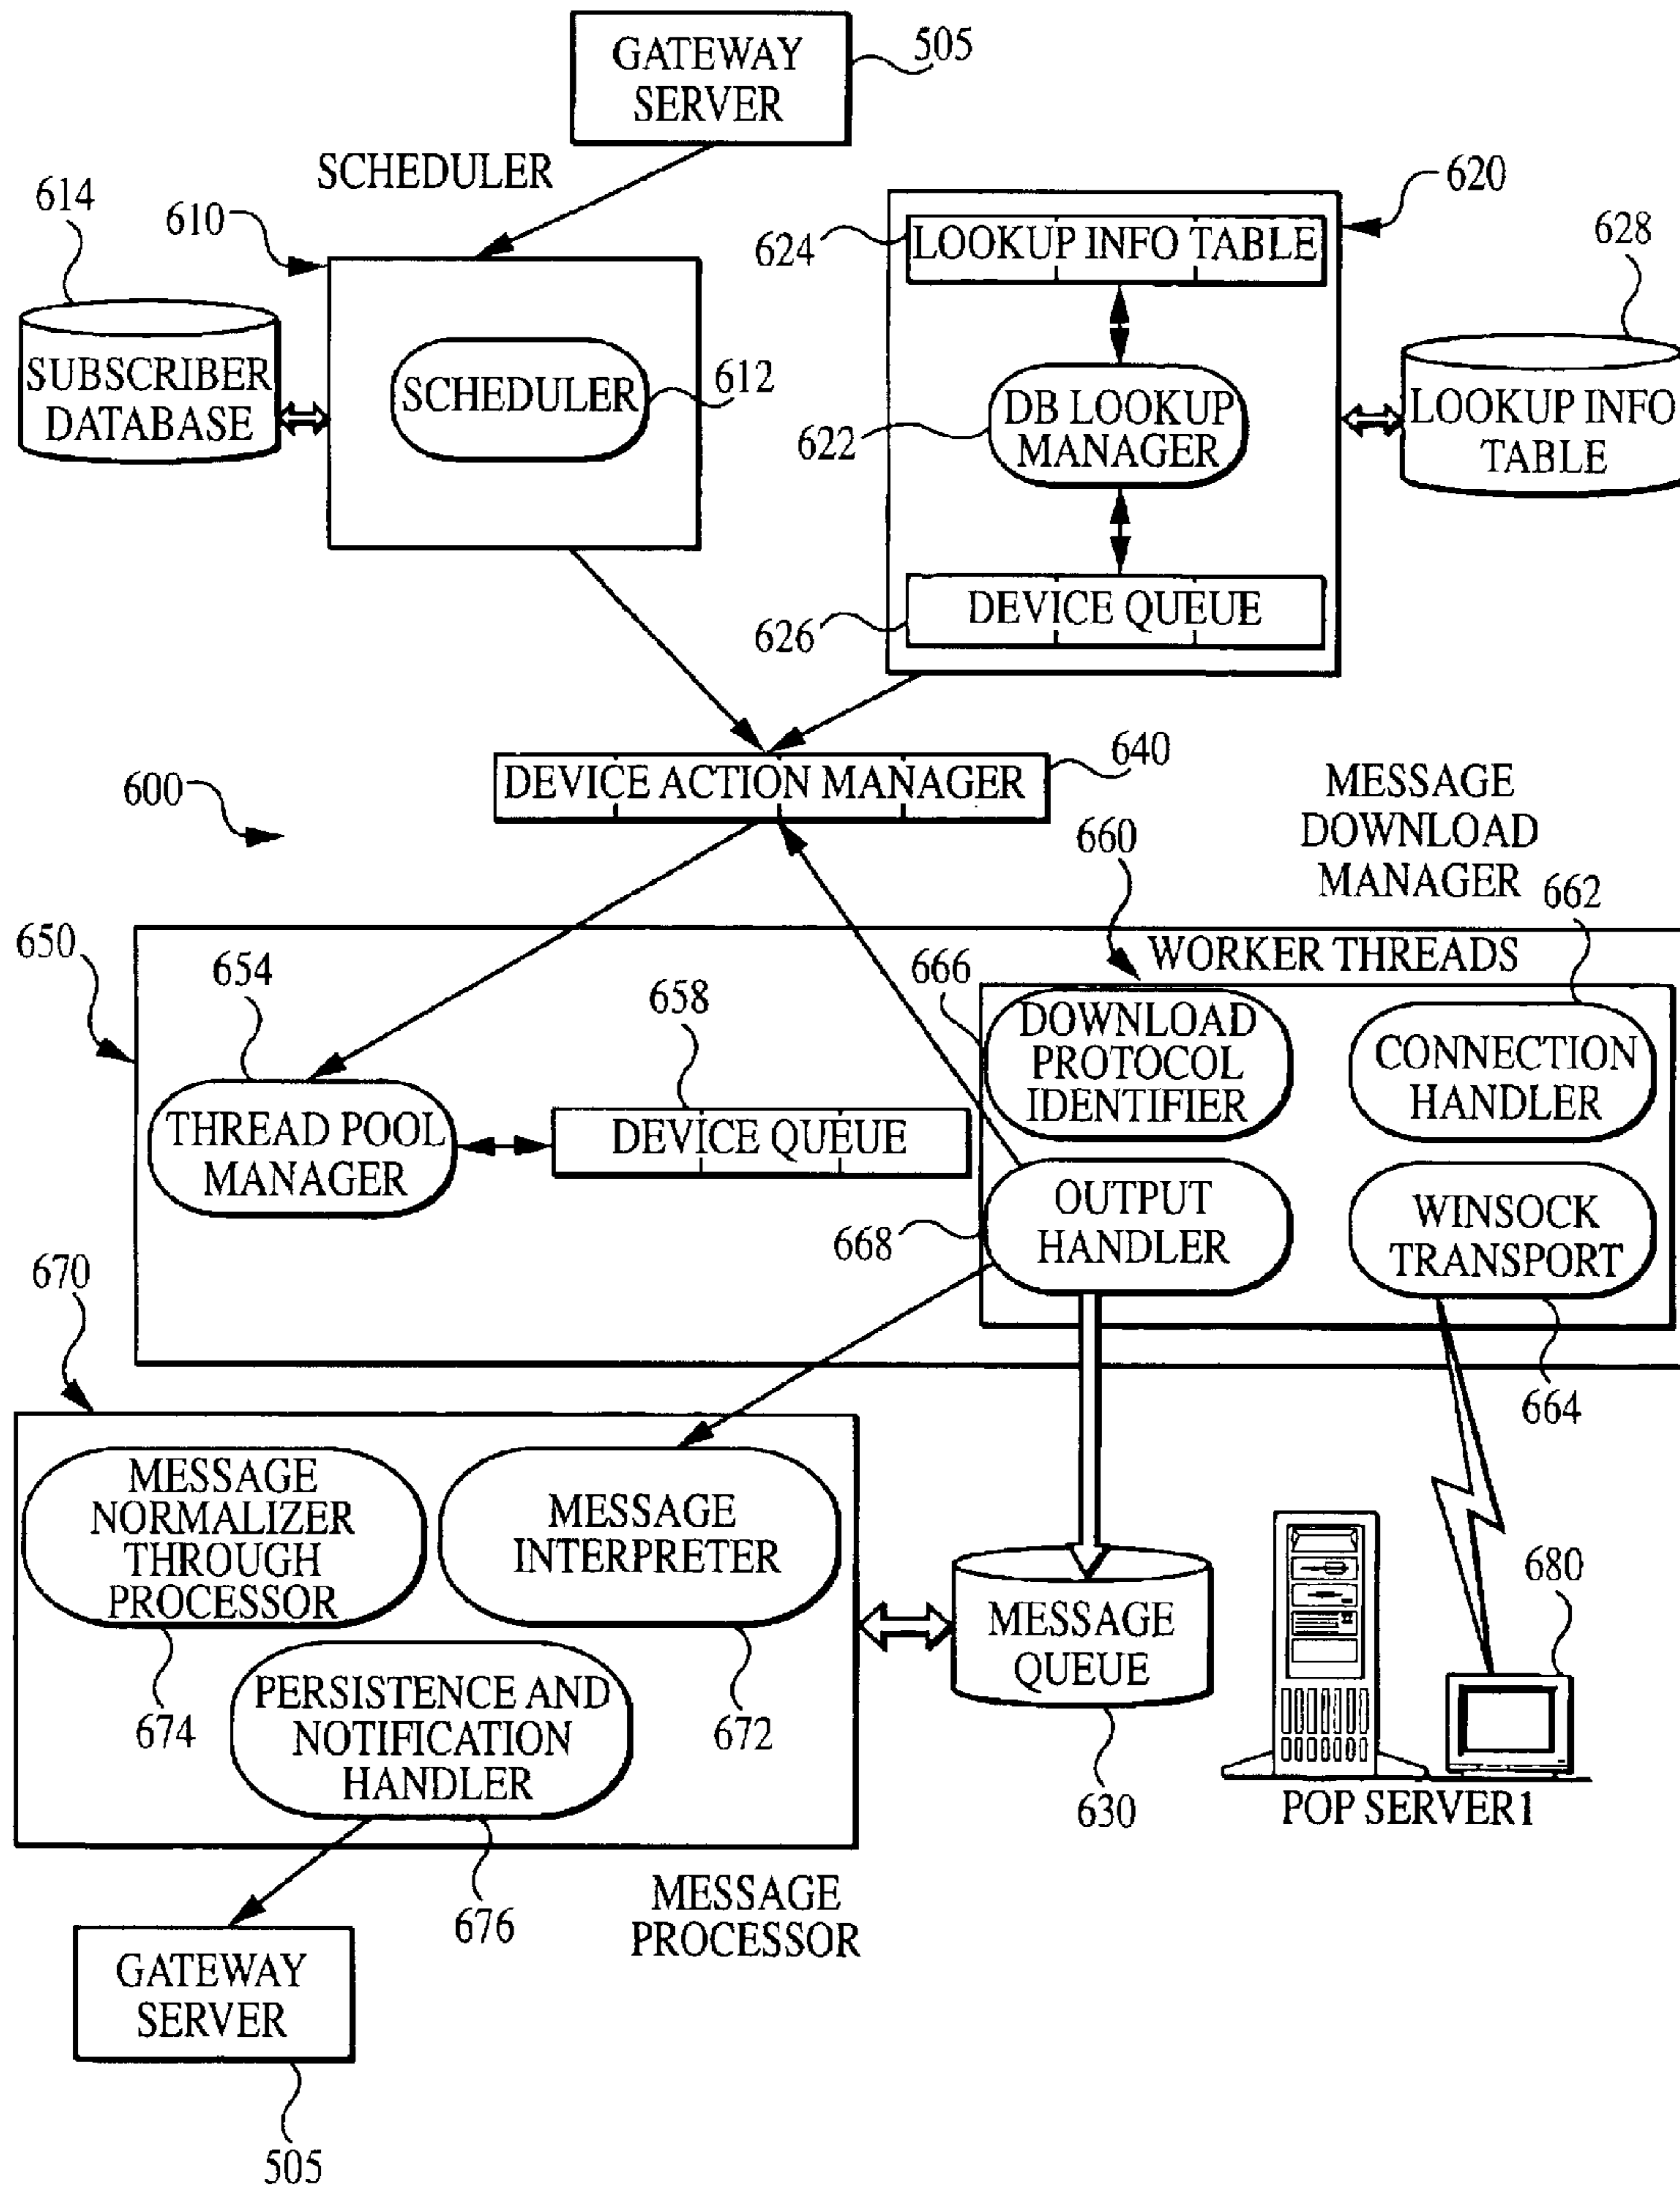 GATEWAY
SERVER
505
SCHEDULER
614
610
SUBSCRIBER
DATABASE
SCHEDULER
612
620
624
LOOKUP INFO TABLE
622
DB LOOKUP
MANAGER
626
DEVICE QUEUE
628
LOOKUP INFO
TABLE
600
DEVICE ACTION MANAGER
640
MESSAGE
DOWNLOAD
MANAGER
660
662
650
WORKER THREADS
654
THREAD POOL
MANAGER
658
DEVICE QUEUE
666
DOWNLOAD
PROTOCOL
IDENTIFIER
CONNECTION
HANDLER
668
OUTPUT
HANDLER
WINSOCK
TRANSPORT
664
670
MESSAGE
NORMALIZER
THROUGH
PROCESSOR
674
MESSAGE
INTERPRETER
672
PERSISTENCE AND
NOTIFICATION
HANDLER
676
MESSAGE
QUEUE
630
680
POP SERVER1
MESSAGE
PROCESSOR
GATEWAY
SERVER
505